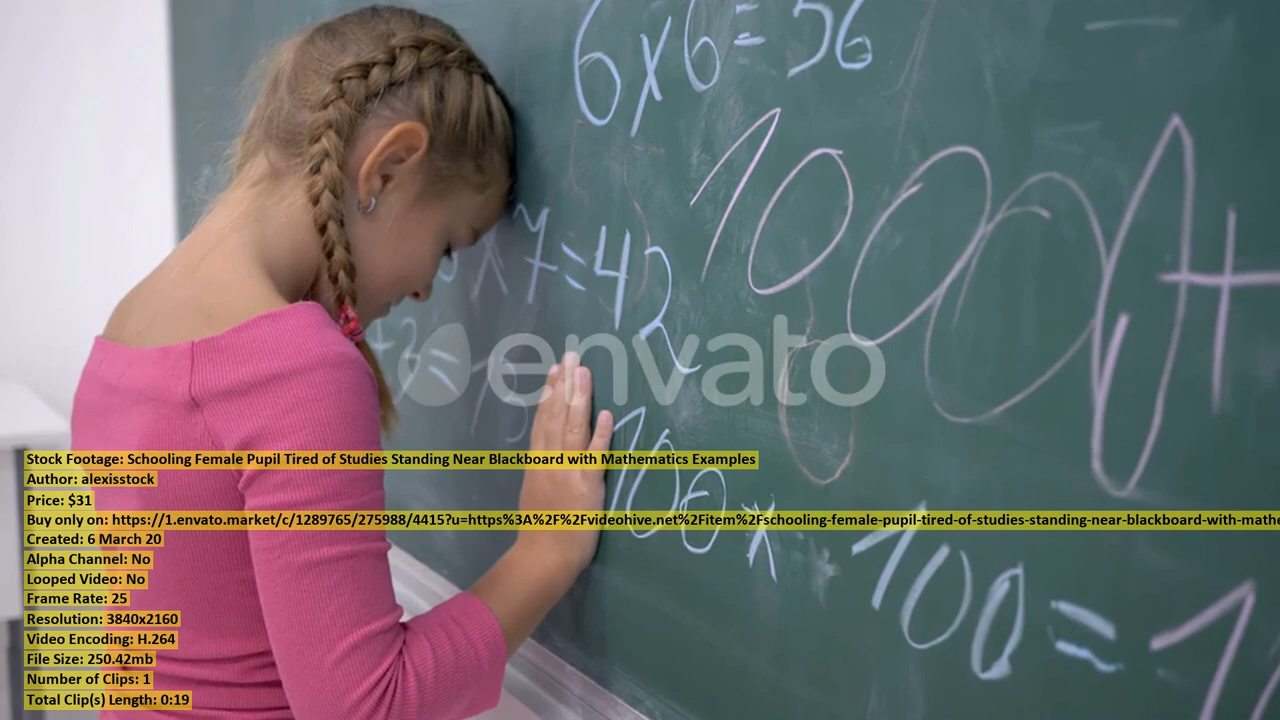 6x6= 36
1000
x7=42
envato
100 x 100 = 1
Stock Footage: Schooling Female Pupil Tired of Studies Standing Near Blackboard with Mathematics Examples
Author: alexisstock
Price: $31
Buy only on: https://1.envato.market/c/1289765/275988/4415?u=https%3A%2F%2Fvideohive.net%2Fitem%2Fschooling-female-pupil-tired-of-studies-standing-near-blackboard-with-mathe
Created: 6 March 20
Alpha Channel: No
Looped Video: No
Frame Rate: 25
Resolution: 3840x2160
Video Encoding: H.264
File Size: 250.42mb
Number of Clips: 1
Total Clip(s) Length: 0:19